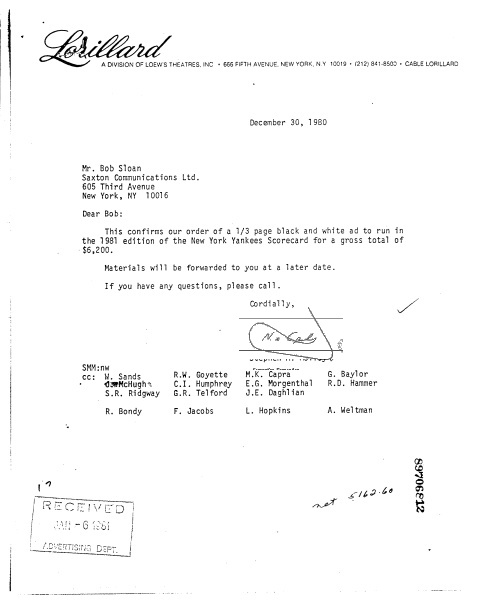 Lorillard
A DIVISION OF LOEW'S THEATRES, INC • 666 FIFTH AVENUE, NEW YORK, N.Y 10019 • (212) 841-8500 • CABLE LORILLARD
December 30, 1980
Mr. Bob Sloan
Saxton Communications Ltd.
605 Third Avenue
New York, NY 10016
Dear Bob:
This confirms our order of a 1/3 page black and white ad to run in
the 1981 edition of the New York Yankees Scorecard for a gross total of
$6,200.
Materials will be forwarded to you at a later date.
If you have any questions, please call.
Cordially,
SMM:nw
cc: W. Sands R.W. Goyette M.K. Capra G. Baylor
McHugh C.I. Humphrey E.G. Morgenthal R.D. Hammer
S.R. Ridgway G.R. Telford J.E. Daghlian
R. Bondy F. Jacobs L. Hopkins A. Weltman
net 5162.60
89706812
RECEIVED
JAN -6 1981
ADVERTISING DEPT.